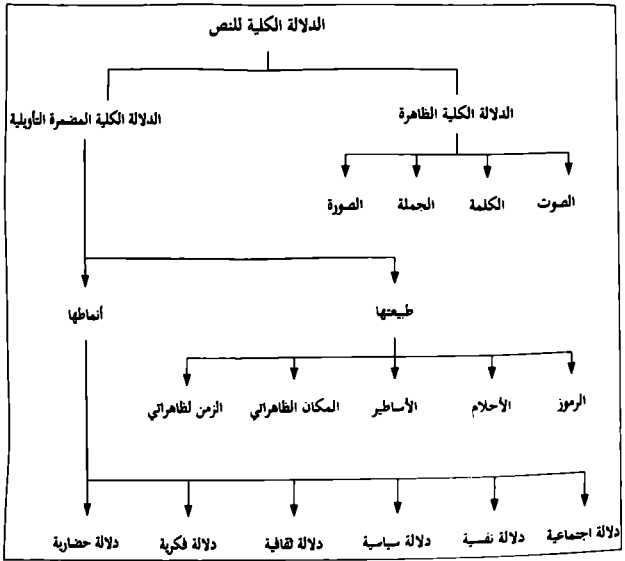 الدلالة الكلية للنص
الدلالة الكلية الظاهرة
الدلالة الكلية المضمرة التأويلية
الصوت الكلمة الجملة الصورة
طبيعتها أنماطها
الرموز الأحلام الأساطير المكان الظاهراتي الزمن لظاهراتي
دلالة اجتماعية دلالة نفسية دلالة سياسية دلالة ثقافية دلالة فكرية دلالة حضارية